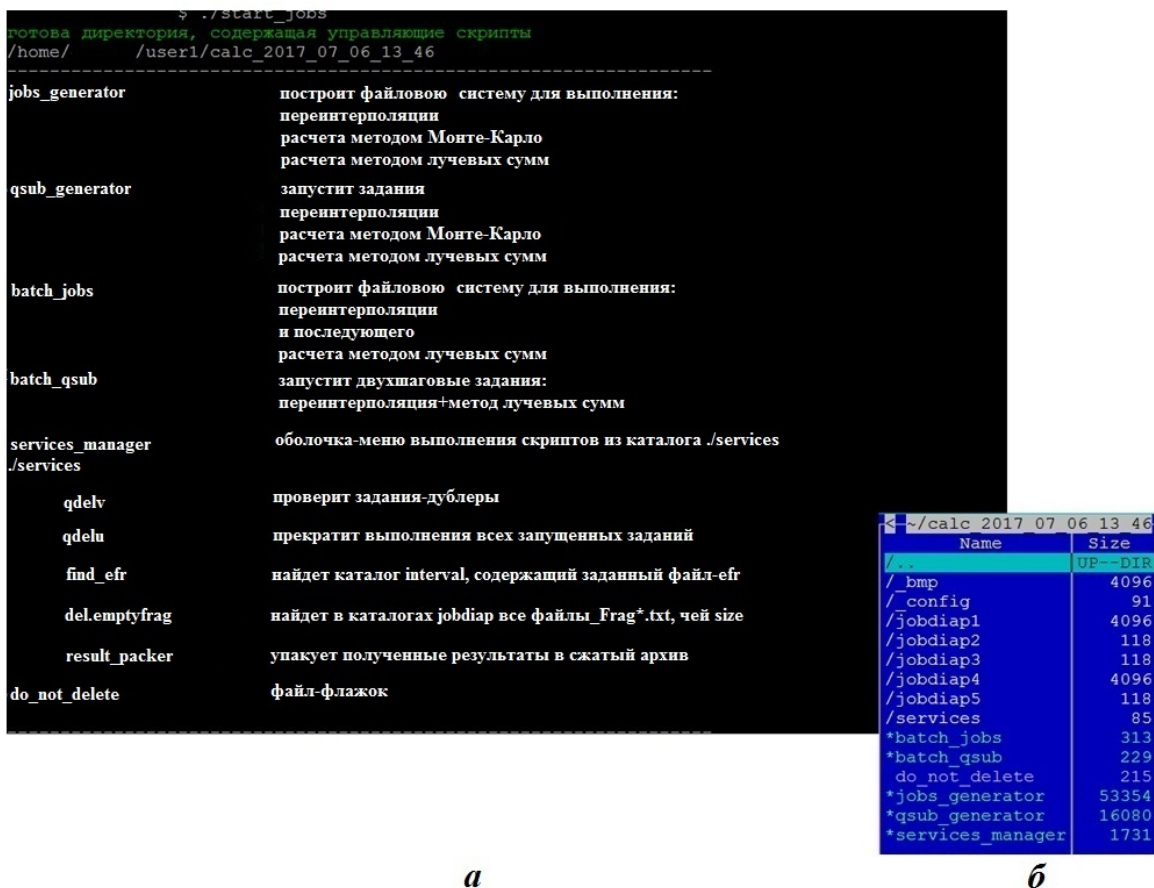 $ ./start_jobs
готова директория, содержащая управляющие скрипты
/home/ /user1/calc_2017_07_06_13_46
jobs_generator построит файловою систему для выполнения:
переинтерполяции
расчета методом Монте-Карло
расчета методом лучевых сумм
qsub_generator запустит задания
переинтерполяции
расчета методом Монте-Карло
расчета методом лучевых сумм
batch_jobs построит файловою систему для выполнения:
переинтерполяции
и последующего
расчета методом лучевых сумм
batch_qsub запустит двухшаговые задания:
переинтерполяция+метод лучевых сумм
services_manager оболочка-меню выполнения скриптов из каталога ./services
./services
qdelv проверит задания-дублеры
qdelu прекратит выполнения всех запущенных заданий
find_efr найдет каталог interval, содержащий заданный файл-efr
del.emptyfrag найдет в каталогах jobdiap все файлы_Frag*.txt, чей size
result_packer упакует полученные результаты в сжатый архив
do_not_delete файл-флажок
<-~/calc_2017_07_06_13_46
Name Size
/.. UP--DIR
/_bmp 4096
/_config 91
/jobdiap1 4096
/jobdiap2 118
/jobdiap3 118
/jobdiap4 4096
/jobdiap5 118
/services 85
*batch_jobs 313
*batch_qsub 229
do_not_delete 215
*jobs_generator 53354
*qsub_generator 16080
*services_manager 1731
а
б